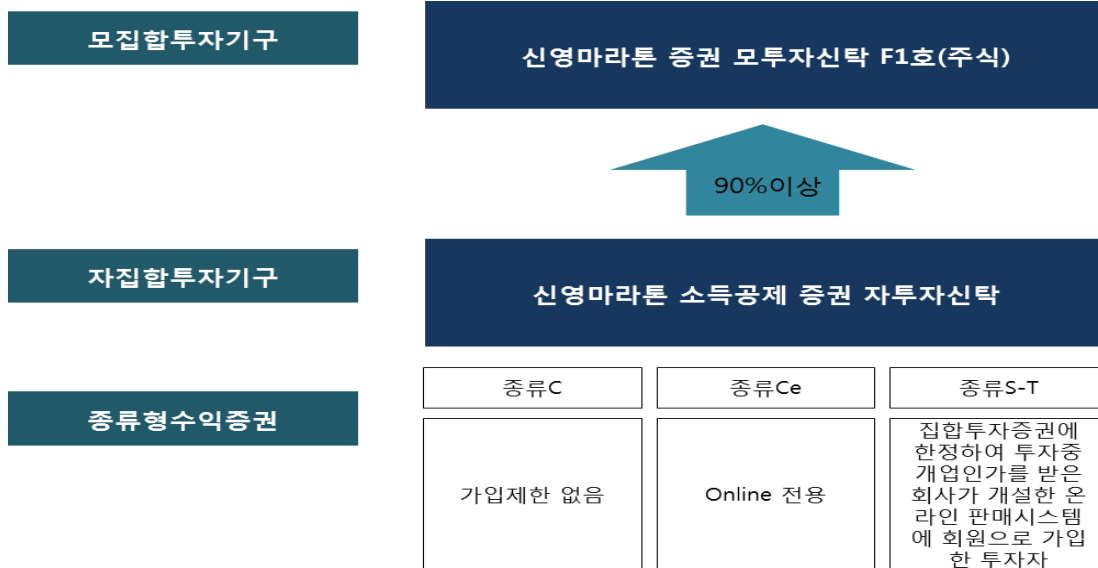 모집합투자기구
신영마라톤 증권 모투자신탁 F1호(주식)
90%이상
자집합투자기구
신영마라톤 소득공제 증권 자투자신탁
종류형수익증권
종류C
종류Ce
종류S-T
가입제한 없음
Online 전용
집합투자증권에
한정하여 투자중
개업인가를 받은
회사가 개설한 온
라인 판매시스템
에 회원으로 가입
한 투자자